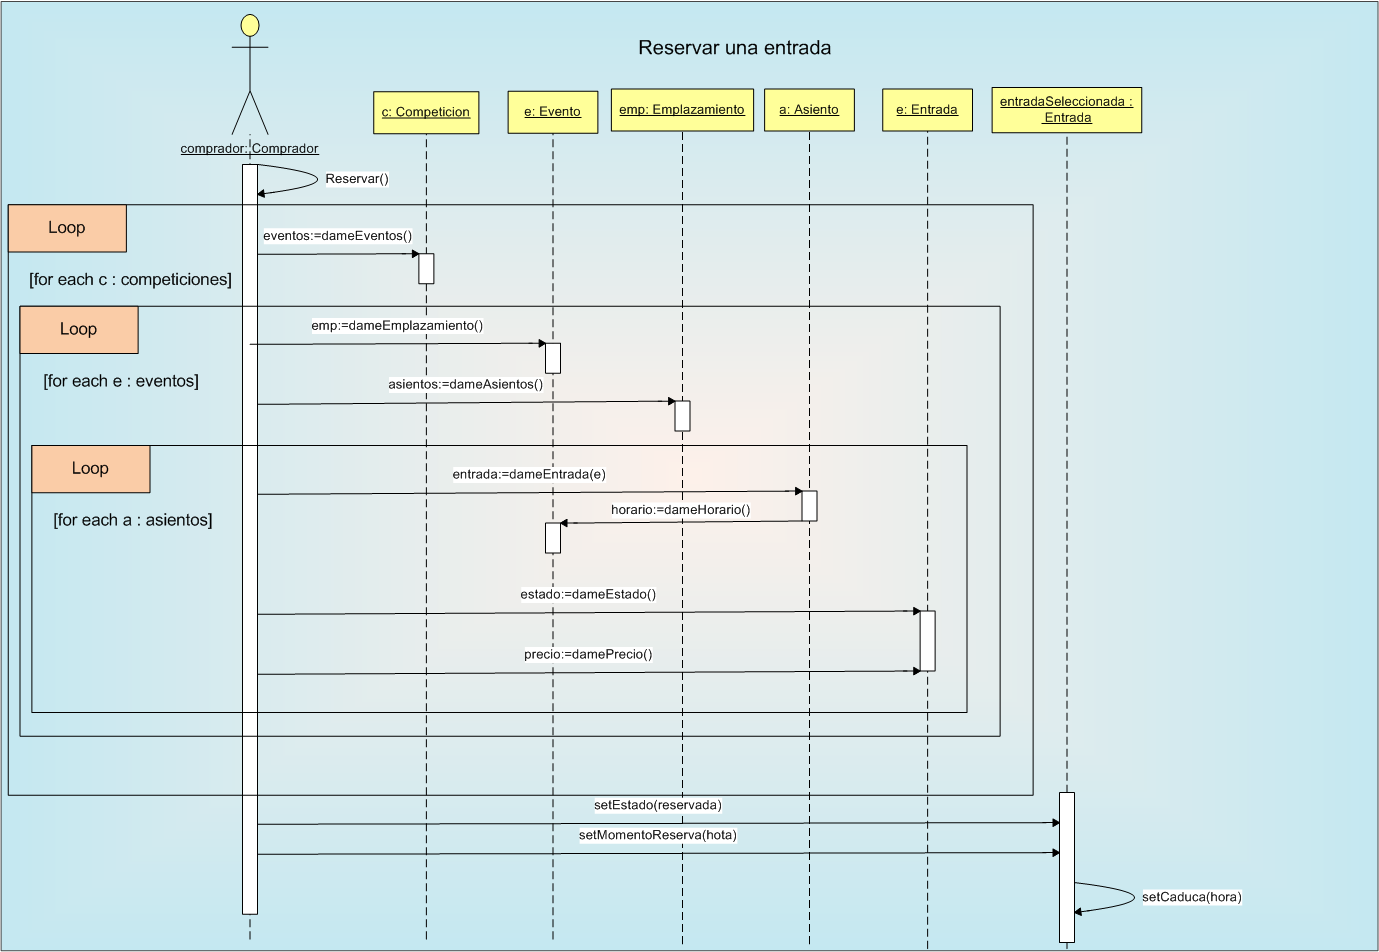 Reservar una entrada
c: Competicion
e: Evento
emp: Emplazamiento
a: Asiento
e: Entrada
entradaSeleccionada :
Entrada
comprador: Comprador
Reservar()
Loop
eventos:=dameEventos()
[for each c : competiciones]
Loop
emp:=dameEmplazamiento()
[for each e : eventos]
asientos:=dameAsientos()
Loop
entrada:=dameEntrada(e)
horario:=dameHorario()
[for each a : asientos]
estado:=dameEstado()
precio:=damePrecio()
setEstado(reservada)
setMomentoReserva(hota)
setCaduca(hora)